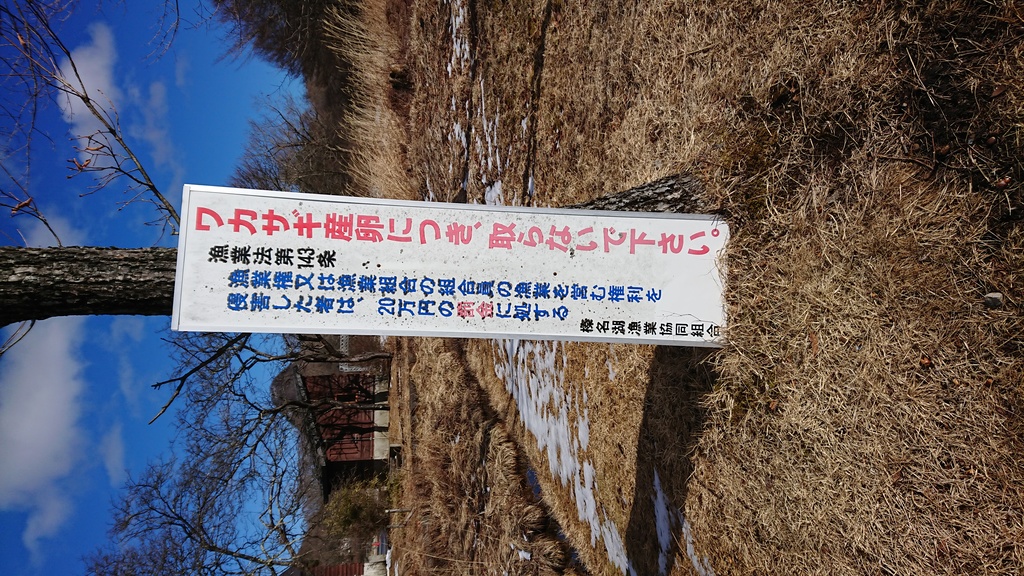 ワカサギ産卵につき、取らないで下さい。
漁業法第143条
漁業権又は漁業組合の組合員の漁業を営む権利を
侵害した者は、20万円の罰金に処する
榛名湖漁業協同組合